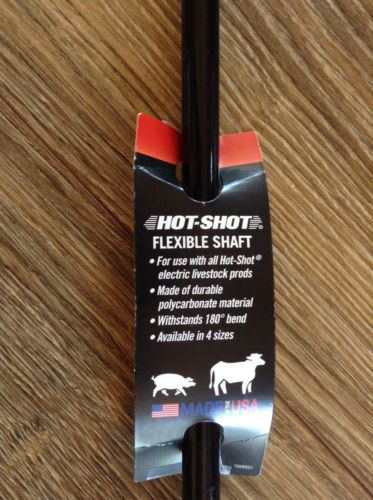 HOT-SHOT®
FLEXIBLE SHAFT
• For use with all Hot-Shot®
electric livestock prods
• Made of durable
polycarbonate material
• Withstands 180° bend
• Available in 4 sizes
MADE IN THE USA